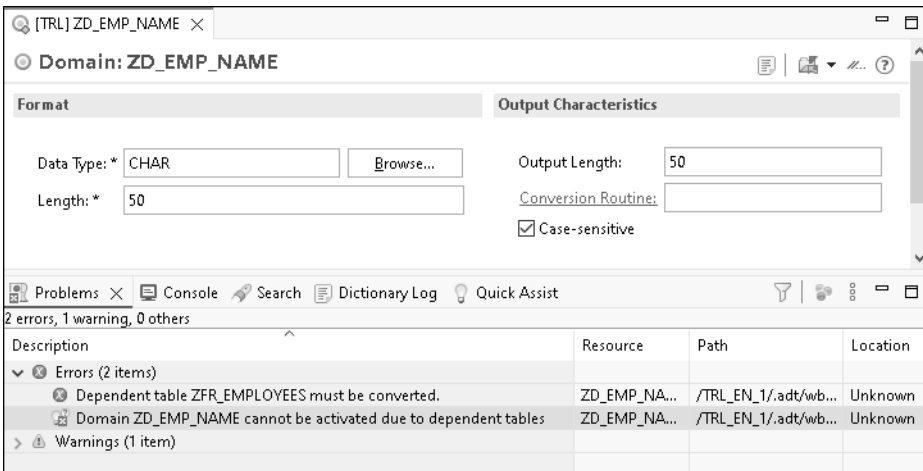 [TRL] ZD_EMP_NAME
Domain: ZD_EMP_NAME
Format
Output Characteristics
Data Type: * CHAR Browse...
Output Length: 50
Length: * 50
Conversion Routine:
Case-sensitive
Problems Console Search Dictionary Log Quick Assist
2 errors, 1 warning, 0 others
Description Resource Path Location
Errors (2 items)
Dependent table ZFR_EMPLOYEES must be converted. ZD_EMP_NA... /TRL_EN_1/.adt/wb... Unknown
Domain ZD_EMP_NAME cannot be activated due to dependent tables ZD_EMP_NA... /TRL_EN_1/.adt/wb... Unknown
Warnings (1 item)